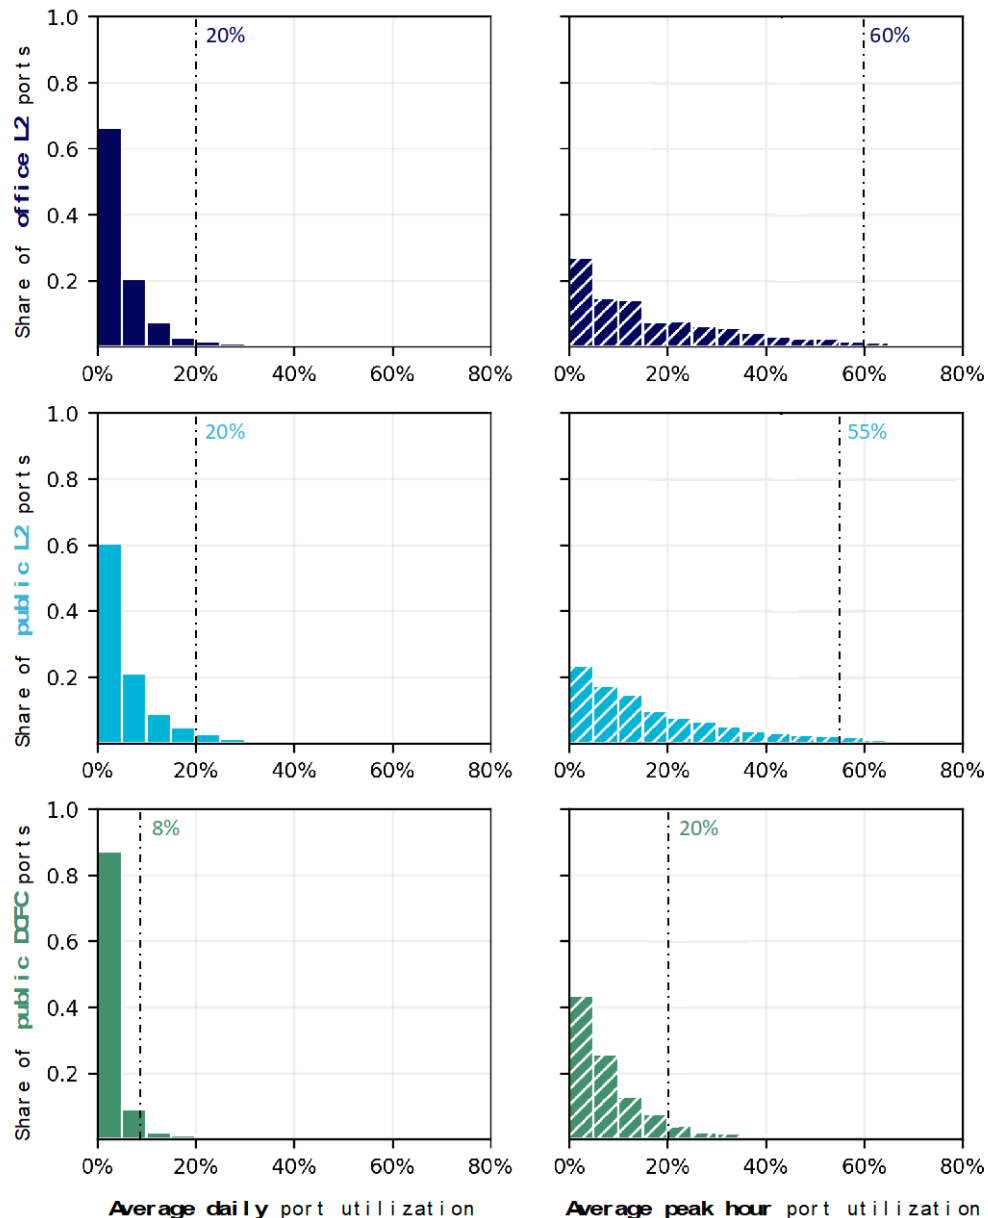 Share of office L2 ports
1.0
0.8
0.6
0.4
0.2
20%
0% 20% 40% 60% 80%
60%
0% 20% 40% 60% 80%
Share of public L2 ports
1.0
0.8
0.6
0.4
0.2
20%
0% 20% 40% 60% 80%
55%
0% 20% 40% 60% 80%
Share of public DCFC ports
1.0
0.8
0.6
0.4
0.2
8%
0% 20% 40% 60% 80%
20%
0% 20% 40% 60% 80%
Average daily port utilization
Average peak hour port utilization